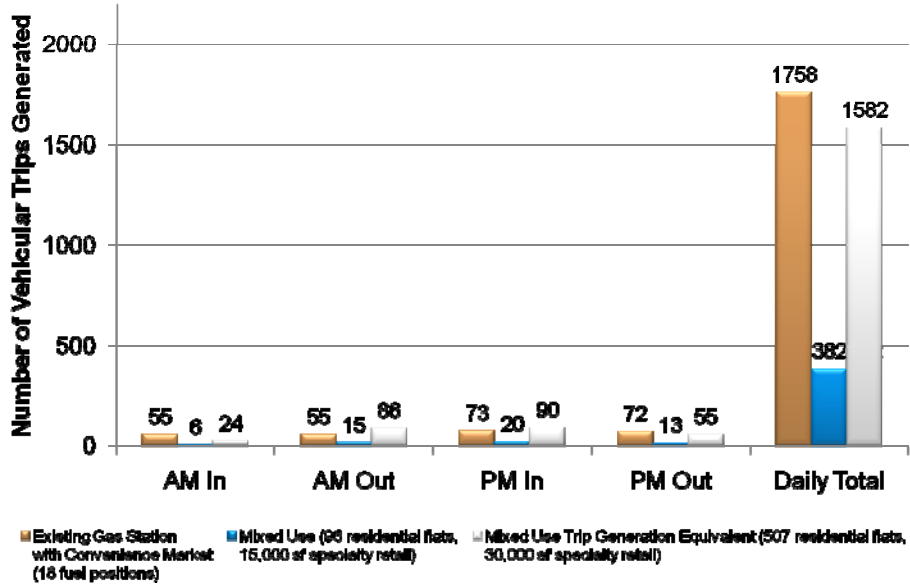 Number of Vehicular Trips Generated
2000
1500
1000
500
0
1758
1582
382
55
6
24
55
15
86
73
20
90
72
13
55
AM In
AM Out
PM In
PM Out
Daily Total
Existing Gas Station
with Convenience Market
(18 fuel positions)
Mixed Use (96 residential flats,
15,000 sf specialty retail)
Mixed Use Trip Generation Equivalent (507 residential flats,
30,000 sf specialty retail)